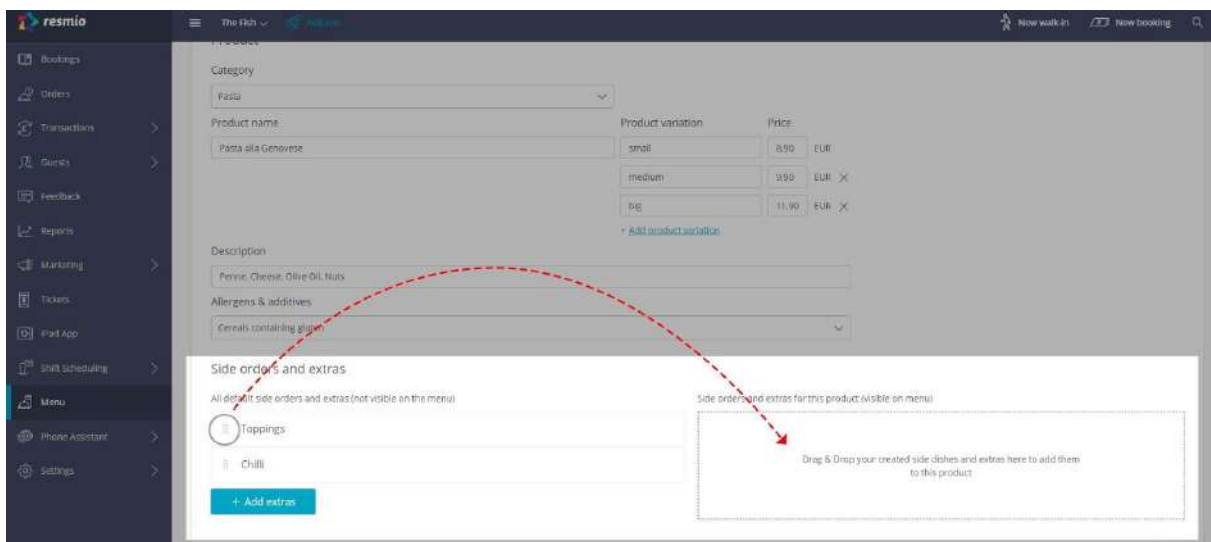 resmio
The Fish
New walk-in
New booking
Product
Bookings
Orders
Transactions
Guests
Feedback
Reports
Marketing
Tickets
iPad App
Shift Scheduling
Menu
Phone Assistant
Settings
Category
Pasta
Product name
Product variation
Price
Pasta alla Genovese
small
8.90
EUR
medium
9.90
EUR
big
11.90
EUR
+ Add product variation
Description
Penne, Cheese, Olive Oil, Nuts
Allergens & additives
Cereals containing gluten
Side orders and extras
All default side orders and extras (not visible on the menu)
Toppings
Chilli
+ Add extras
Side orders and extras for this product (visible on menu)
Drag & Drop your created side dishes and extras here to add them
to this product